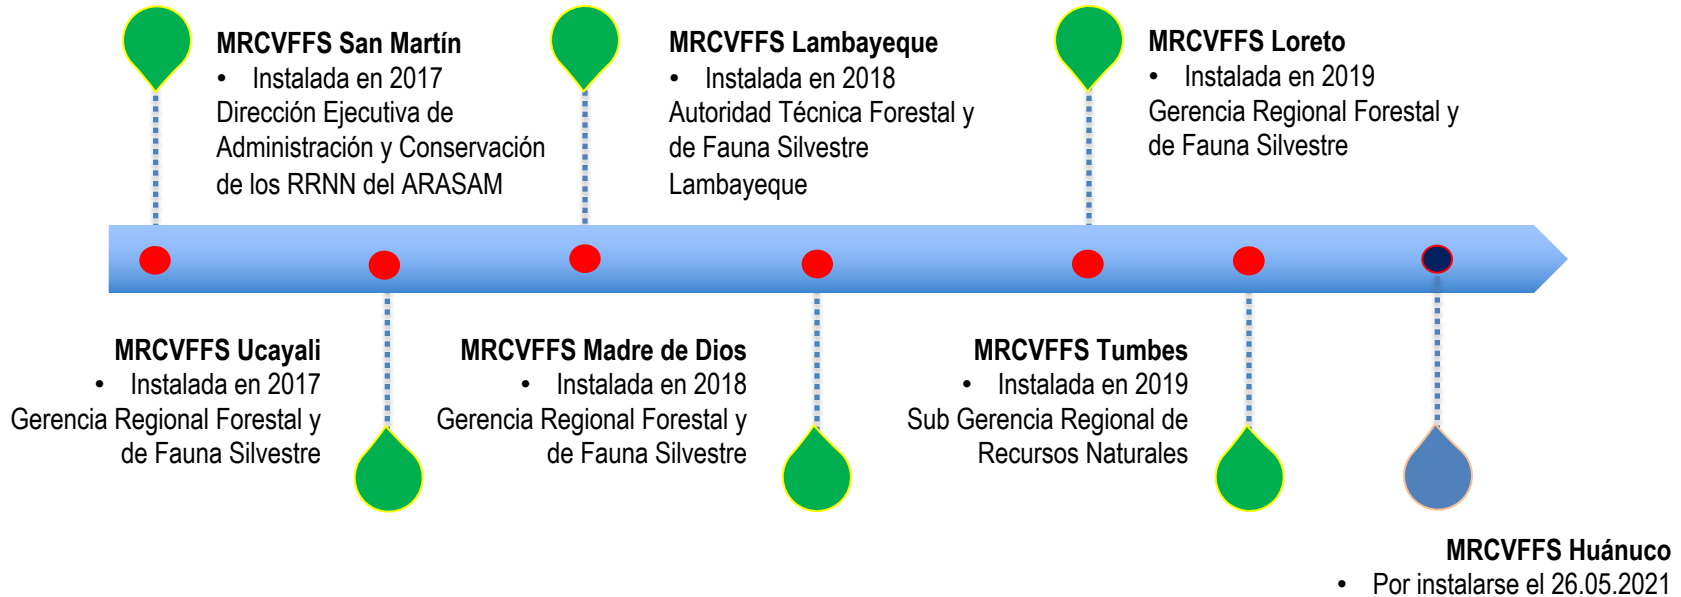 MRCVFFS San Martín
• Instalada en 2017
Dirección Ejecutiva de
Administración y Conservación
de los RRNN del ARASAM
MRCVFFS Lambayeque
• Instalada en 2018
Autoridad Técnica Forestal y
de Fauna Silvestre
Lambayeque
MRCVFFS Loreto
• Instalada en 2019
Gerencia Regional Forestal y
de Fauna Silvestre
MRCVFFS Ucayali
• Instalada en 2017
Gerencia Regional Forestal y
de Fauna Silvestre
MRCVFFS Madre de Dios
• Instalada en 2018
Gerencia Regional Forestal y
de Fauna Silvestre
MRCVFFS Tumbes
• Instalada en 2019
Sub Gerencia Regional de
Recursos Naturales
MRCVFFS Huánuco
• Por instalarse el 26.05.2021